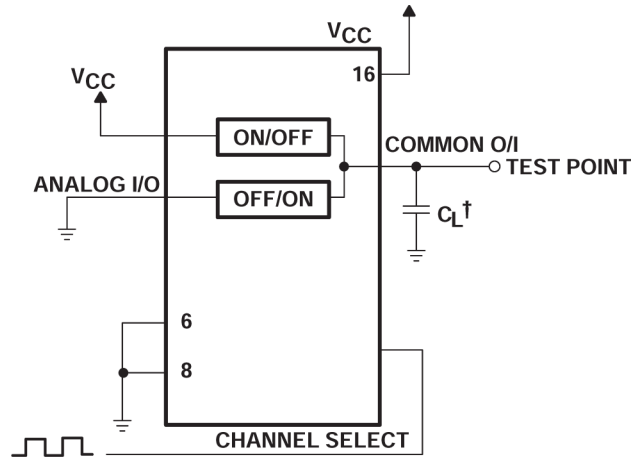 VCC
16
VCC
ON/OFF
COMMON O/I
TEST POINT
ANALOG I/O
OFF/ON
CL†
6
8
CHANNEL SELECT